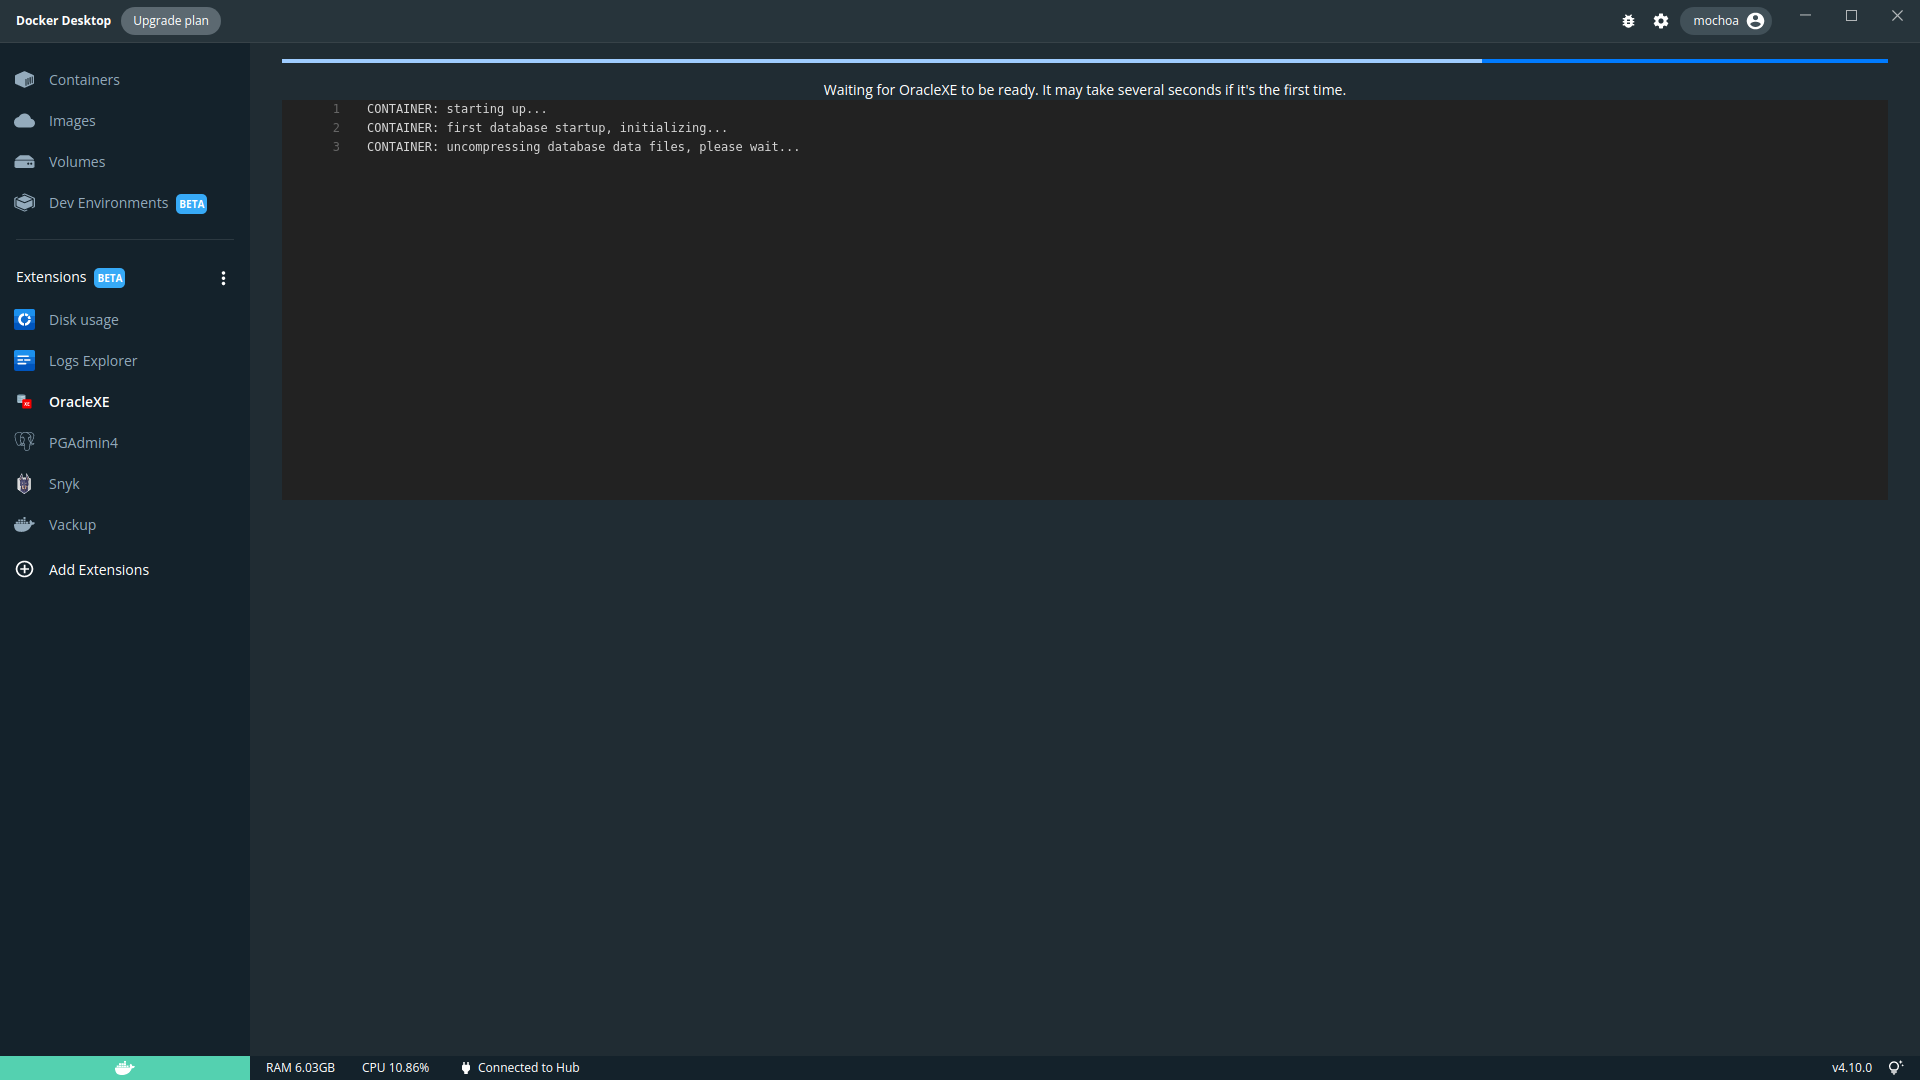 Docker Desktop
Upgrade plan
mochoa
Containers
Images
Volumes
Dev Environments BETA
Extensions BETA
Disk usage
Logs Explorer
OracleXE
PGAdmin4
Snyk
Vackup
Add Extensions
Waiting for OracleXE to be ready. It may take several seconds if it's the first time.
1 CONTAINER: starting up...
2 CONTAINER: first database startup, initializing...
3 CONTAINER: uncompressing database data files, please wait...
RAM 6.03GB CPU 10.86% Connected to Hub v4.10.0